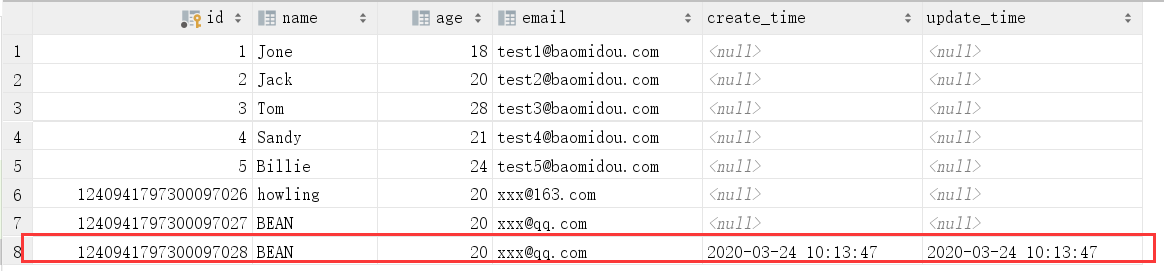 id name age email create_time update_time
1 1 Jone 18 test1@baomidou.com <null> <null>
2 2 Jack 20 test2@baomidou.com <null> <null>
3 3 Tom 28 test3@baomidou.com <null> <null>
4 4 Sandy 21 test4@baomidou.com <null> <null>
5 5 Billie 24 test5@baomidou.com <null> <null>
6 1240941797300097026 howling 20 xxx@163.com <null> <null>
7 1240941797300097027 BEAN 20 xxx@qq.com <null> <null>
8 1240941797300097028 BEAN 20 xxx@qq.com 2020-03-24 10:13:47 2020-03-24 10:13:47